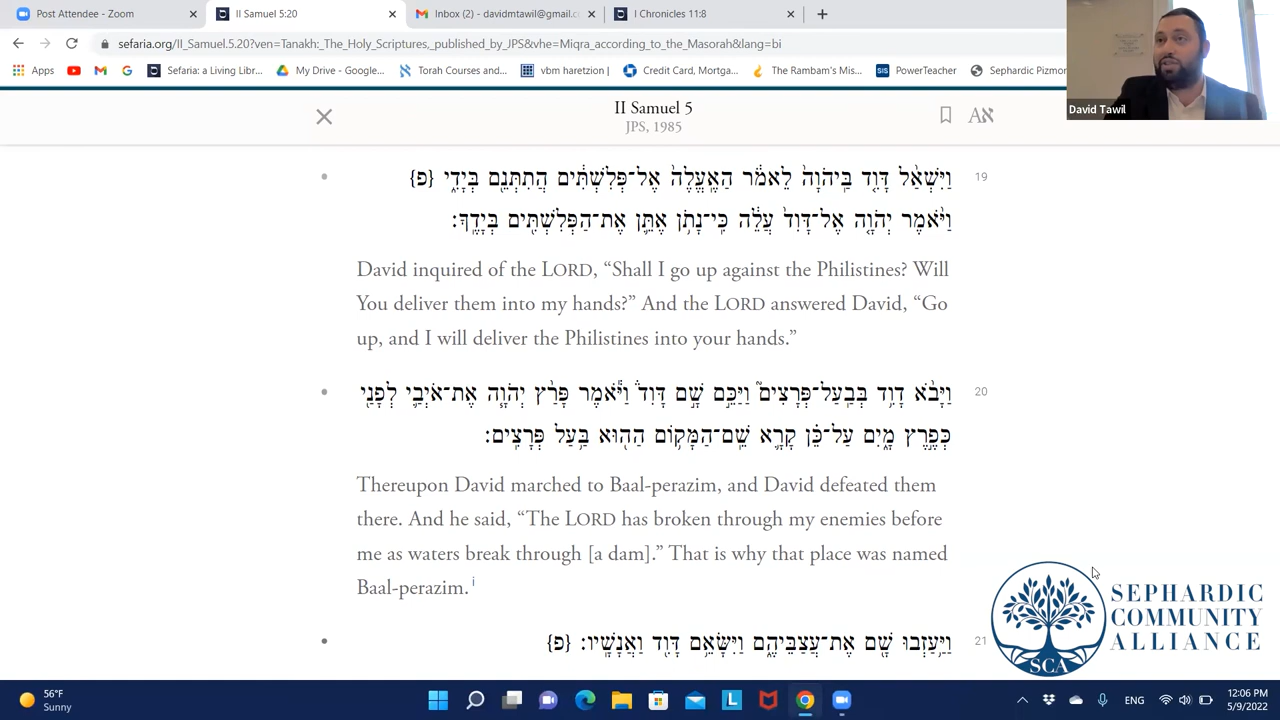 Post Attendee - Zoom
II Samuel 5:20
Inbox (2) - davidmtawil@gmail.c
I Chronicles 11:8
sefaria.org/II_Samuel.5.20?ven=Tanakh:_The_Holy_Scriptures,_published_by_JPS&vhe=Miqra_according_to_the_Masorah&lang=bi
Apps
Sefaria: a Living Libr...
My Drive - Google...
Torah Courses and...
vbm haretzion |
Credit Card, Mortga...
The Rambam's Mis...
PowerTeacher
Sephardic Pizmon
David Tawil
II Samuel 5
JPS, 1985
19
וַיִּשְׁאַ֨ל דָּוִ֤ד בַּֽיהֹוָה֙ לֵאמֹ֔ר הַאֶֽעֱלֶה֙ אֶל־פְּלִשְׁתִּ֔ים הֲתִתְּנֵ֖ם בְּיָדִ֑י {פ}
וַיֹּ֨אמֶר יְהֹוָ֤ה אֶל־דָּוִד֙ עֲלֵ֔ה כִּֽי־נָתֹ֥ן אֶתֵּ֛ן אֶת־הַפְּלִשְׁתִּ֖ים בְּיָדֶֽךָ׃
David inquired of the LORD, “Shall I go up against the Philistines? Will
You deliver them into my hands?” And the LORD answered David, “Go
up, and I will deliver the Philistines into your hands.”
20
וַיָּבֹ֨א דָוִ֥ד בְּבַֽעַל־פְּרָצִים֮ וַיַּכֵּ֣ם שָׁ֣ם דָּוִד֒ וַיֹּ֕אמֶר פָּרַ֨ץ יְהֹוָ֧ה אֶת־אֹיְבַ֛י לְפָנַ֖י
כְּפֶ֣רֶץ מָ֑יִם עַל־כֵּ֗ן קָרָ֛א שֵֽׁם־הַמָּק֥וֹם הַה֖וּא בַּ֥עַל פְּרָצִֽים׃
Thereupon David marched to Baal-perazim, and David defeated them
there. And he said, “The LORD has broken through my enemies before
me as waters break through [a dam].” That is why that place was named
Baal-perazim. i
21
וַיַּעַזְבוּ־שָׁ֖ם אֶת־עֲצַבֵּיהֶ֑ם וַיִּשָּׂאֵ֥ם דָּוִ֖ד וַאֲנָשָֽׁיו׃ {פ}
SEPHARDIC
COMMUNITY
ALLIANCE
SCA
56°F
Sunny
ENG
12:06 PM
5/9/2022